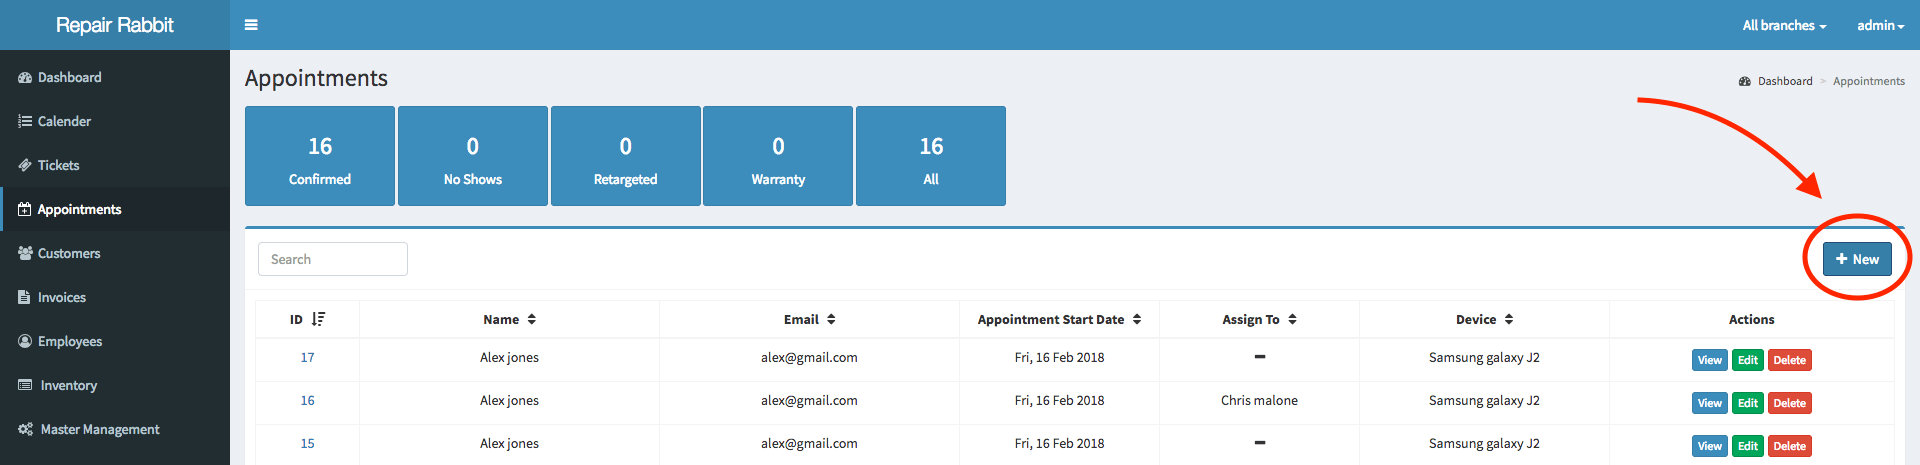 Repair Rabbit
All branches
admin
Dashboard
Calender
Tickets
Appointments
Customers
Invoices
Employees
Inventory
Master Management
Appointments
Dashboard > Appointments
16 0 0 0 16
Confirmed No Shows Retargeted Warranty All
Search
+ New
ID Name Email Appointment Start Date Assign To Device Actions
17 Alex jones alex@gmail.com Fri, 16 Feb 2018 – Samsung galaxy J2 View Edit Delete
16 Alex jones alex@gmail.com Fri, 16 Feb 2018 Chris malone Samsung galaxy J2 View Edit Delete
15 Alex jones alex@gmail.com Fri, 16 Feb 2018 – Samsung galaxy J2 View Edit Delete